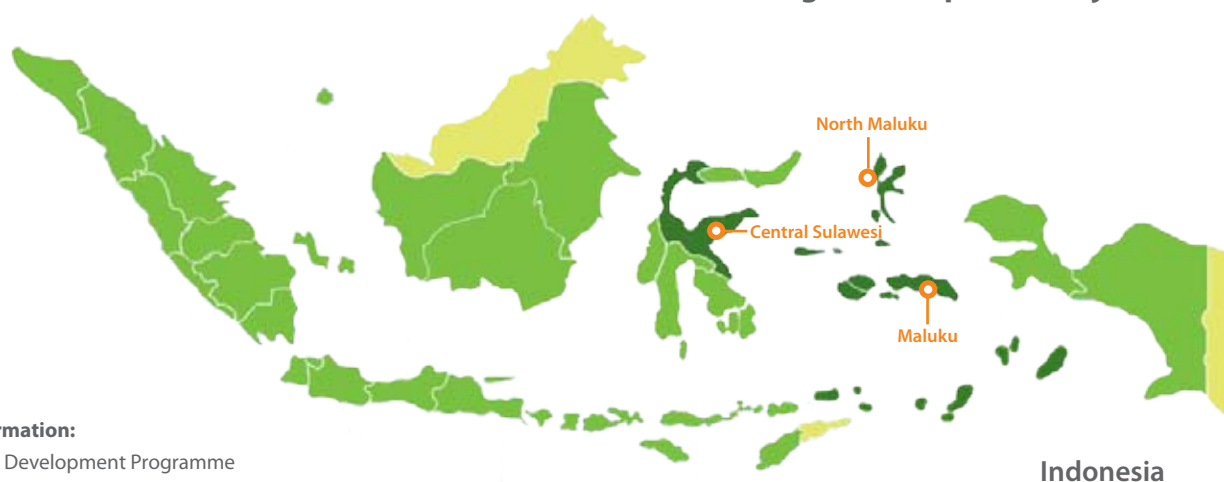 North Maluku
Central Sulawesi
Maluku
rmation:
Development Programme
Indonesia